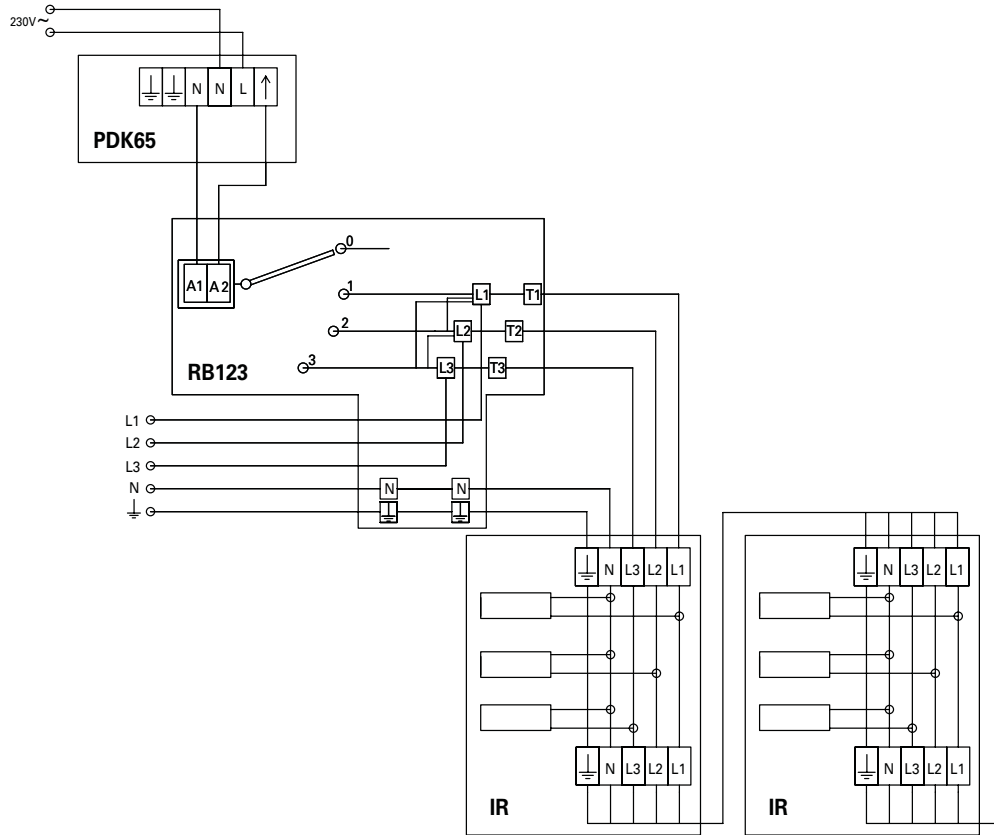 230V~
N N L
PDK65
0
A1 A2
1 L1 T1
2 L2 T2
3 L3 T3
RB123
L1
L2
L3
N N N
N L3 L2 L1
N L3 L2 L1
N L3 L2 L1
N L3 L2 L1
IR
IR